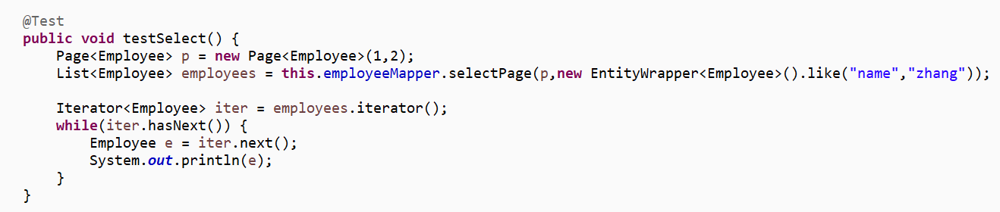 @Test
public void testSelect() {
    Page<Employee> p = new Page<Employee>(1,2);
    List<Employee> employees = this.employeeMapper.selectPage(p,new EntityWrapper<Employee>().like("name","zhang"));

    Iterator<Employee> iter = employees.iterator();
    while(iter.hasNext()) {
        Employee e = iter.next();
        System.out.println(e);
    }
}